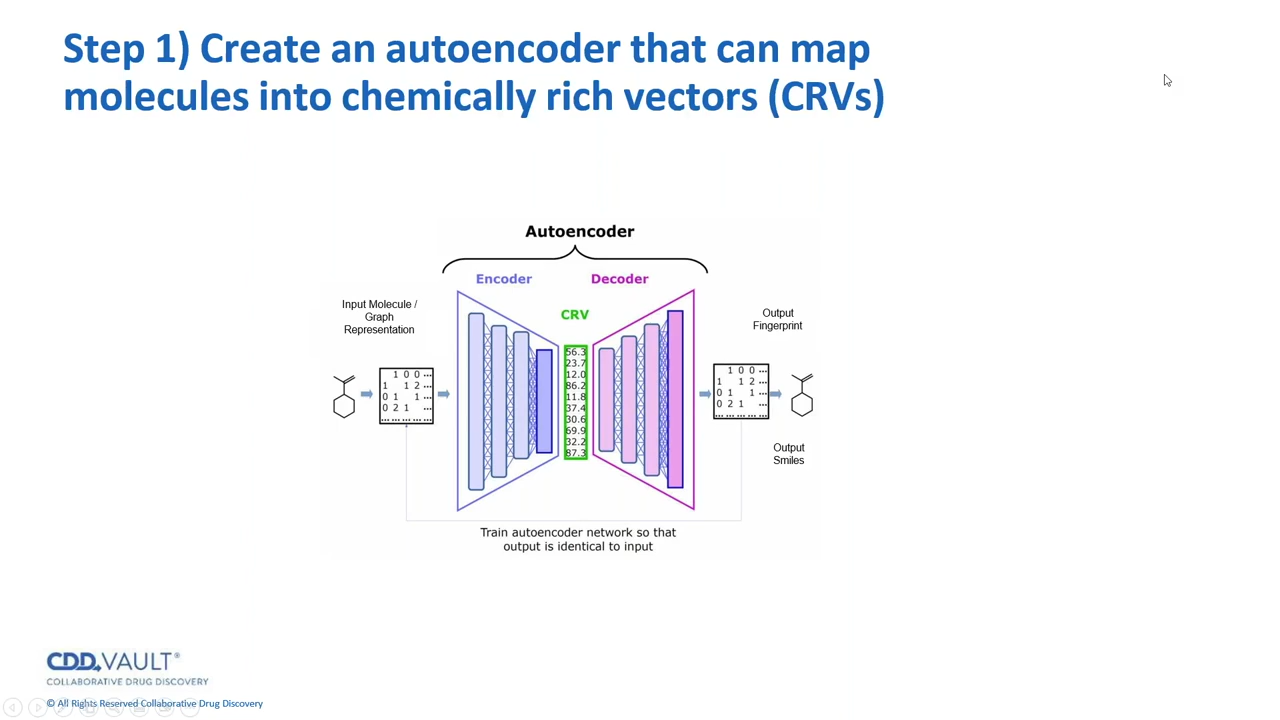 Step 1) Create an autoencoder that can map
molecules into chemically rich vectors (CRVs)
Autoencoder
Encoder
Decoder
Input Molecule /
Graph
Representation
CRV
Output
Fingerprint
1 0 0 ...
1 1 2 ...
0 1 1 ...
0 2 1 ...
... ... ... ...
56.3
23.7
12.0
86.2
11.8
37.4
30.6
69.9
32.2
87.3
1 0 0 ...
1 1 2 ...
0 1 1 ...
0 2 1 ...
... ... ... ...
Output
Smiles
Train autoencoder network so that
output is identical to input
CDD VAULT®
COLLABORATIVE DRUG DISCOVERY
© All Rights Reserved Collaborative Drug Discovery